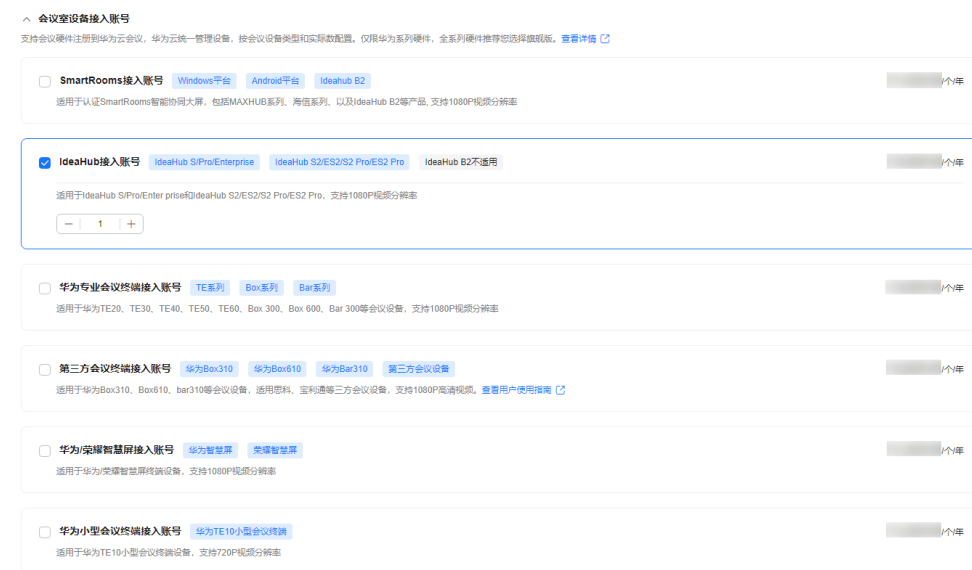 会议室设备接入账号
支持会议硬件注册到华为云会议，华为云统一管理设备，按会议设备类型和实际数配置。仅限华为系列硬件，全系列硬件推荐您选择旗舰版。查看详情
SmartRooms接入账号 Windows平台 Android平台 Ideahub B2 /个/年
适用于认证SmartRooms智能协同大屏，包括MAXHUB系列、海信系列、以及IdeaHub B2等产品, 支持1080P视频分辨率
IdeaHub接入账号 IdeaHub S/Pro/Enterprise IdeaHub S2/ES2/S2 Pro/ES2 Pro IdeaHub B2不适用 /个/年
适用于IdeaHub S/Pro/Enter prise和IdeaHub S2/ES2/S2 Pro/ES2 Pro，支持1080P视频分辨率
− 1 +
华为专业会议终端接入账号 TE系列 Box系列 Bar系列 /个/年
适用于华为TE20、TE30、TE40、TE50、TE60、Box 300、Box 600、Bar 300等会议设备，支持1080P视频分辨率
第三方会议终端接入账号 华为Box310 华为Box610 华为Bar310 第三方会议设备 /个/年
适用于华为Box310、Box610、bar310等会议设备，适用思科、宝利通等三方会议设备，支持1080P高清视频。查看用户使用指南
华为/荣耀智慧屏接入账号 华为智慧屏 荣耀智慧屏 /个/年
适用于华为/荣耀智慧屏终端设备，支持1080P视频分辨率
华为小型会议终端接入账号 华为TE10小型会议终端 /个/年
适用于华为TE10小型会议终端设备，支持720P视频分辨率